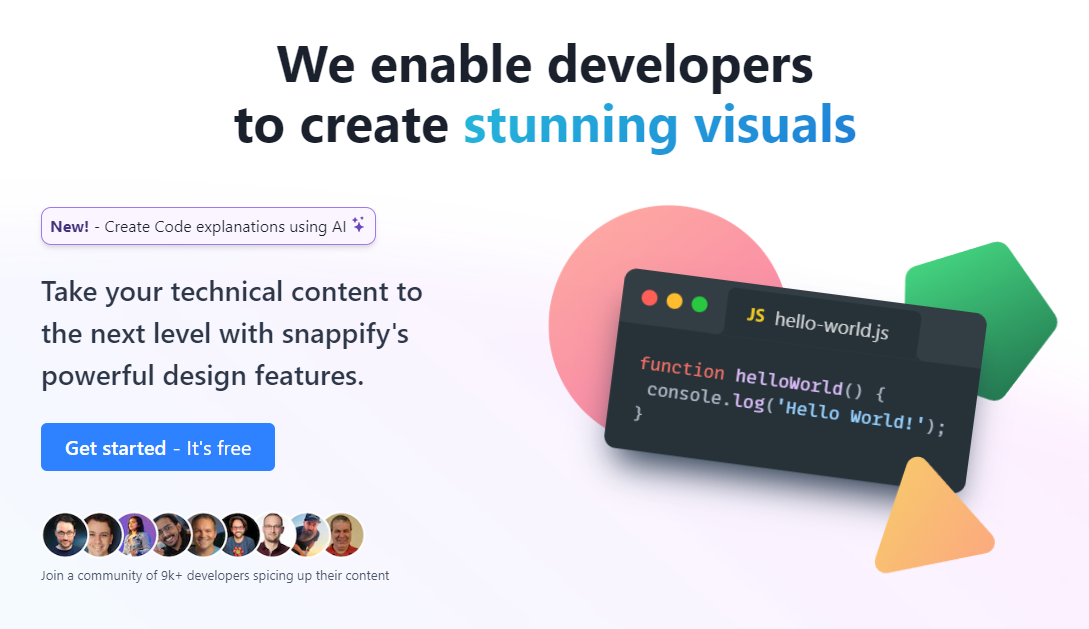 We enable developers
to create stunning visuals
New! - Create Code explanations using AI
Take your technical content to
the next level with snappify's
powerful design features.
Get started - It's free
Join a community of 9k+ developers spicing up their content
JS hello-world.js
function helloWorld() {
console.log('Hello World!');
}